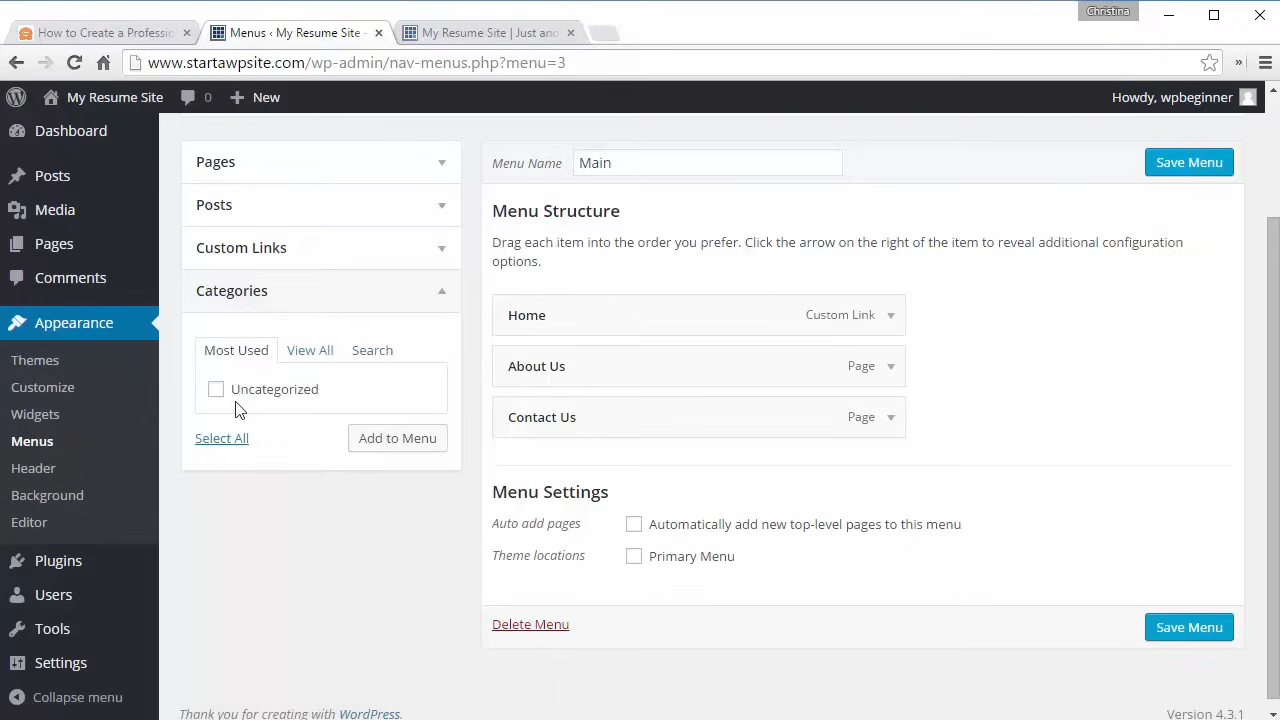 Christina
How to Create a Professio
Menus ‹ My Resume Site -
My Resume Site | Just ano
www.startawpsite.com/wp-admin/nav-menus.php?menu=3
My Resume Site
0
New
Howdy, wpbeginner
Dashboard
Posts
Media
Pages
Comments
Appearance
Themes
Customize
Widgets
Menus
Header
Background
Editor
Plugins
Users
Tools
Settings
Collapse menu
Pages
Posts
Custom Links
Categories
Most Used
View All
Search
Uncategorized
Select All
Add to Menu
Menu Name
Main
Save Menu
Menu Structure
Drag each item into the order you prefer. Click the arrow on the right of the item to reveal additional configuration
options.
Home
Custom Link
About Us
Page
Contact Us
Page
Menu Settings
Auto add pages
Automatically add new top-level pages to this menu
Theme locations
Primary Menu
Delete Menu
Save Menu
Thank you for creating with WordPress.
Version 4.3.1